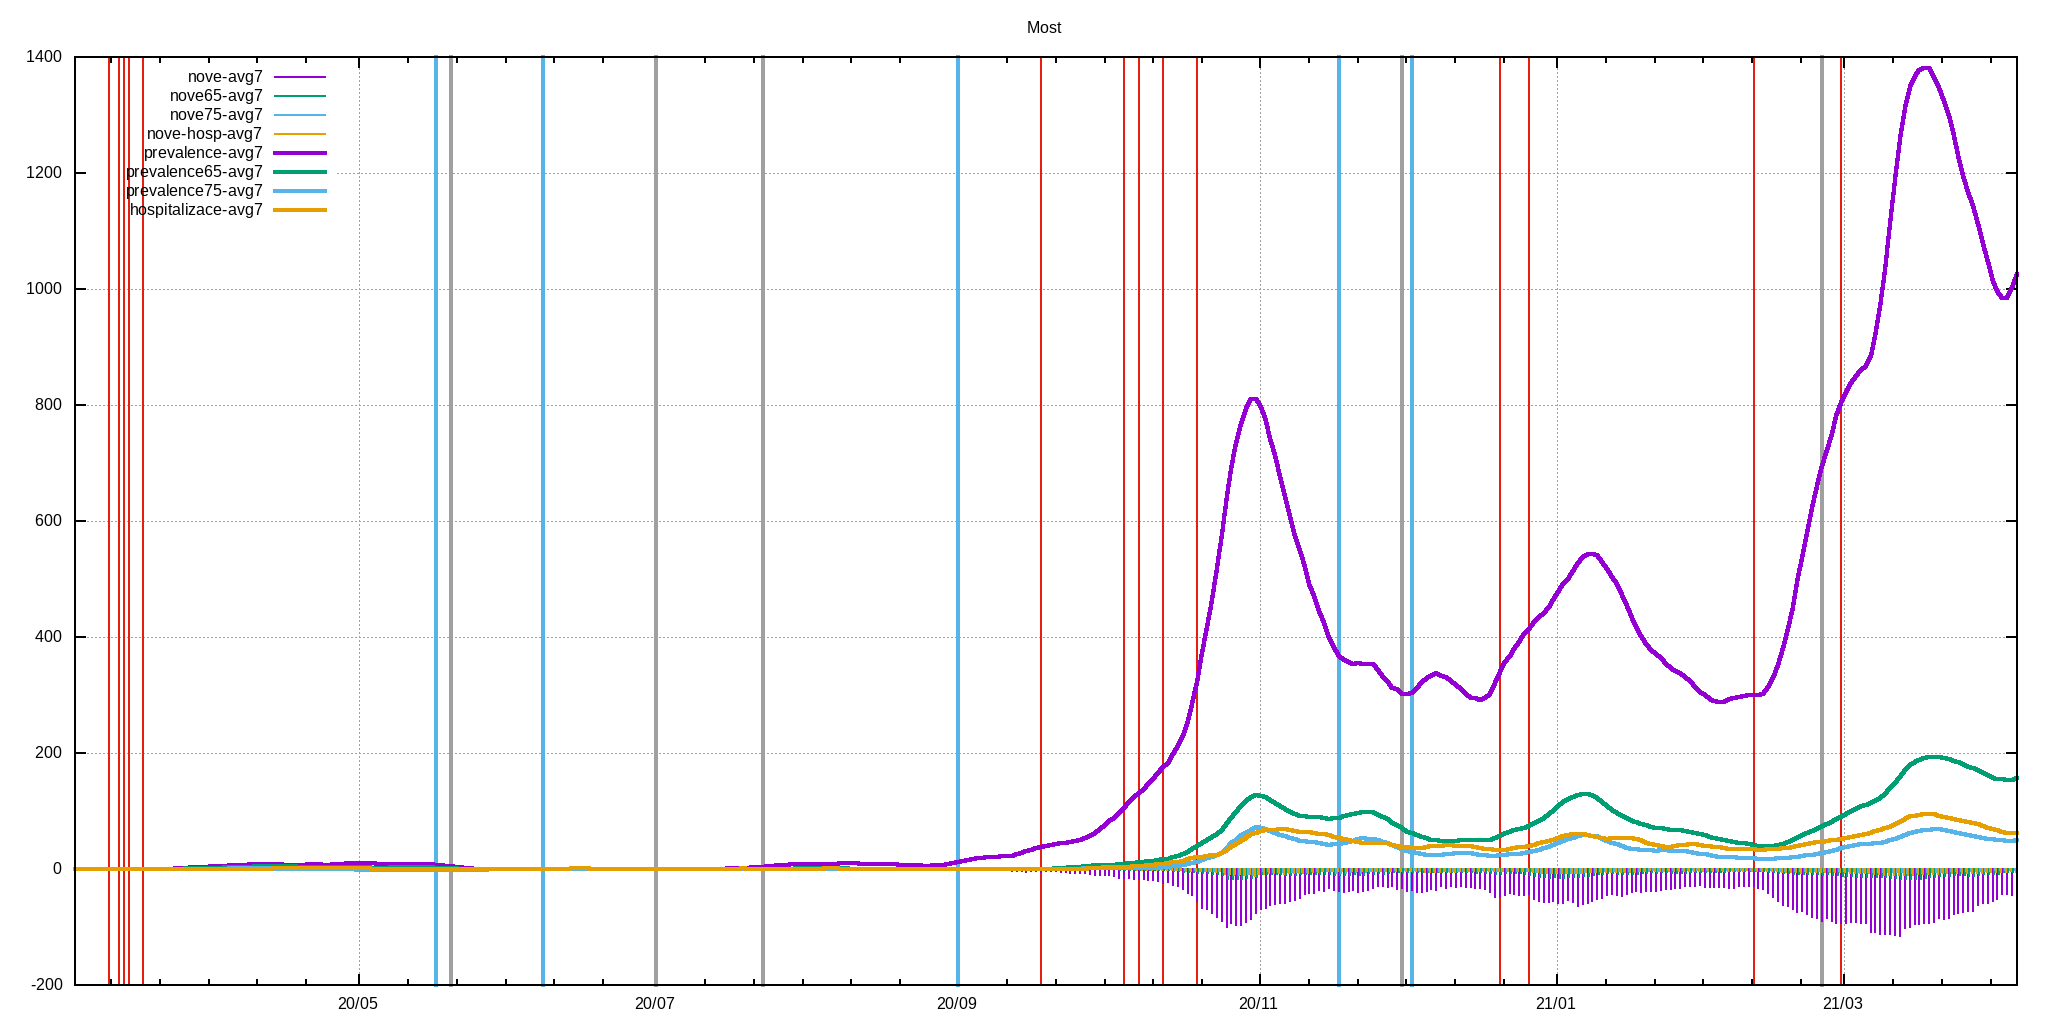 Most
1400
1200
1000
800
600
400
200
0
-200
nove-avg7
nove65-avg7
nove75-avg7
nove-hosp-avg7
prevalence-avg7
prevalence65-avg7
prevalence75-avg7
hospitalizace-avg7
20/05 20/07 20/09 20/11 21/01 21/03